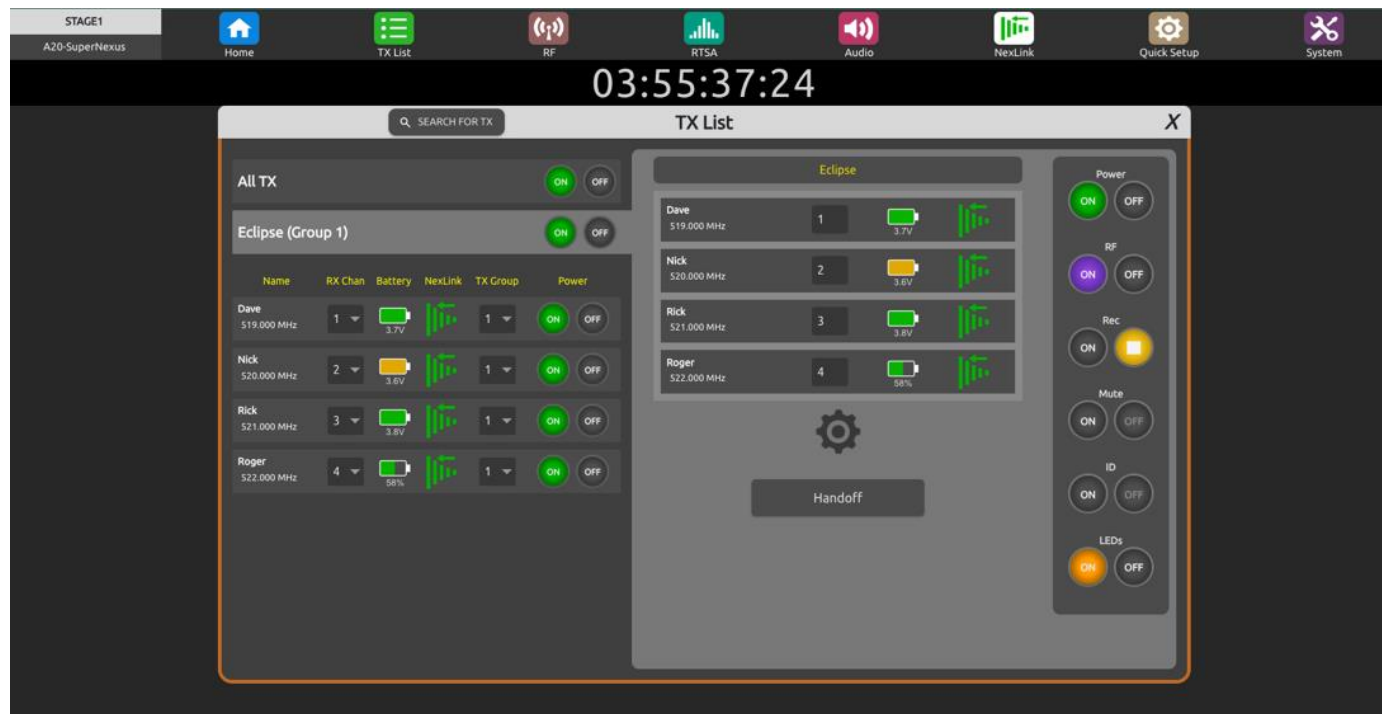 STAGE1
A20-SuperNexus
Home TX List RF RTSA Audio NexLink Quick Setup System
03:55:37:24
SEARCH FOR TX TX List X
All TX ON OFF
Eclipse (Group 1) ON OFF
Name RX Chan Battery NexLink TX Group Power
Dave
519.000 MHz 1 3.7V 1 ON OFF
Nick
520.000 MHz 2 3.6V 1 ON OFF
Rick
521.000 MHz 3 3.8V 1 ON OFF
Roger
522.000 MHz 4 58% 1 ON OFF
Eclipse
Dave
519.000 MHz 1 3.7V
Nick
520.000 MHz 2 3.6V
Rick
521.000 MHz 3 3.8V
Roger
522.000 MHz 4 58%
Handoff
Power
ON OFF
RF
ON OFF
Rec
ON
Mute
ON OFF
ID
ON OFF
LEDs
ON OFF